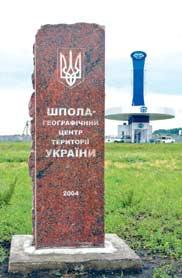 ШПОЛА-
ГЕОГРАФІЧНИЙ
ЦЕНТР
ТЕРИТОРІЇ
УКРАЇНИ
2004